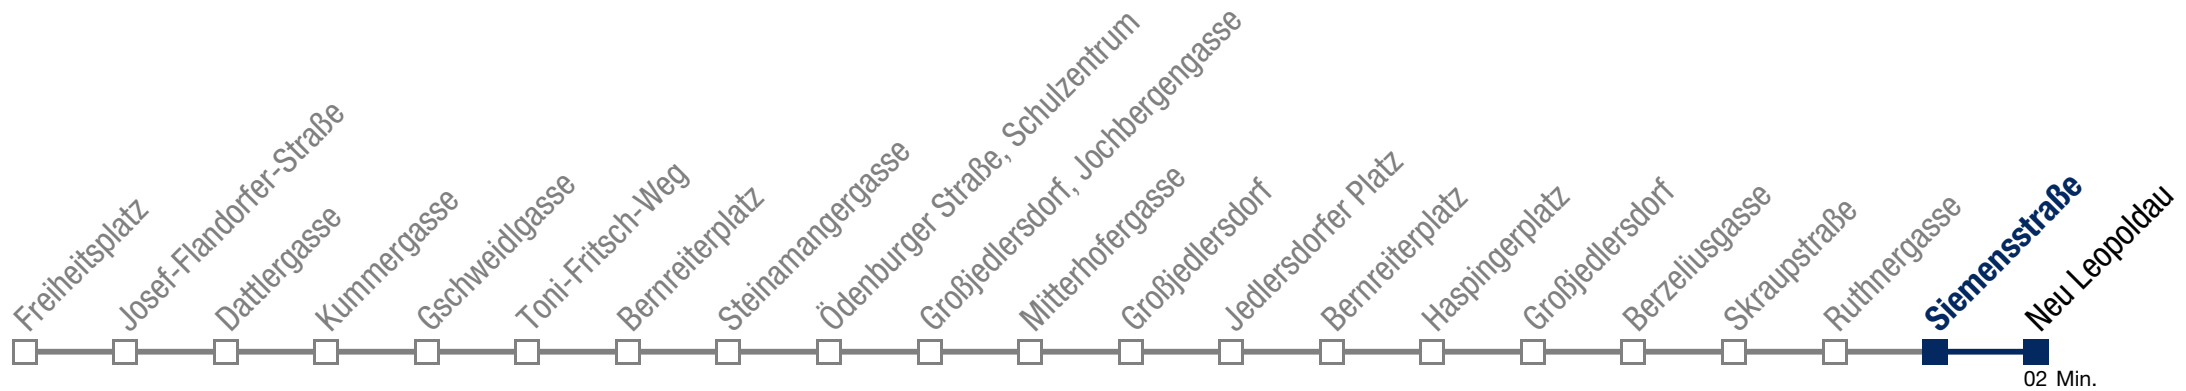 Freiheitsplatz
Josef-Flandorfer-Straße
Dattlergasse
Kummergasse
Gschweidlgasse
Toni-Fritsch-Weg
Bernreiterplatz
Steinamangergasse
Ödenburger Straße, Schulzentrum
Großjedlersdorf, Jochbergengasse
Mitterhofergasse
Großjedlersdorf
Jedlersdorfer Platz
Bernreiterplatz
Haspingerplatz
Großjedlersdorf
Berzeliusgasse
Skraupstraße
Ruthnergasse
Siemensstraße
Neu Leopoldau
02 Min.